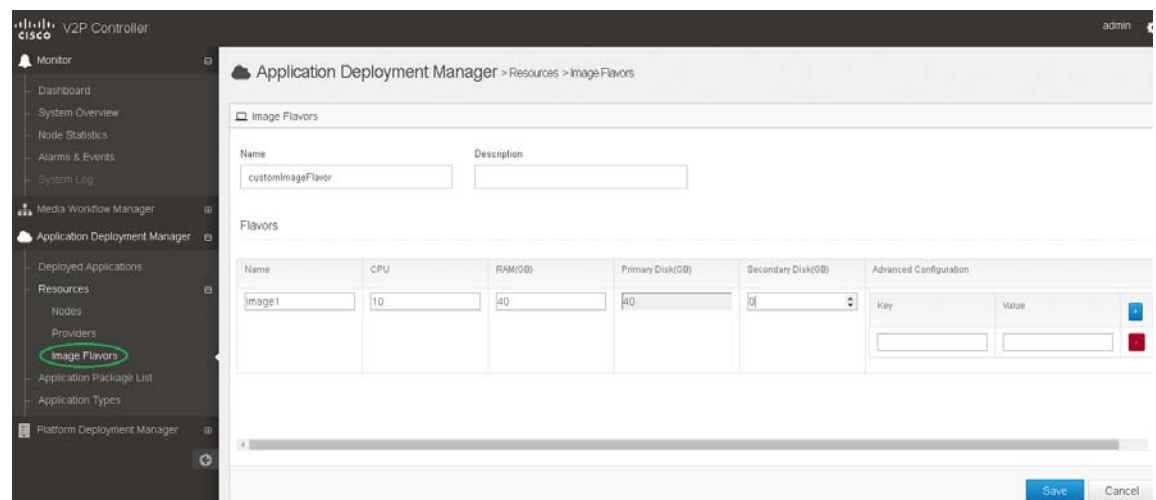 CISCO V2P Controller
admin
Monitor
Dashboard
System Overview
Node Statistics
Alarms & Events
System Log
Media Workflow Manager
Application Deployment Manager
Deployed Applications
Resources
Nodes
Providers
Image Flavors
Application Package List
Application Types
Platform Deployment Manager
Application Deployment Manager > Resources > Image Flavors
Image Flavors
Name Description
customImageFlavor
Flavors
Name CPU RAM(GB) Primary Disk(GB) Secondary Disk(GB) Advanced Configuration
image1 10 40 40 0 Key Value
Save Cancel